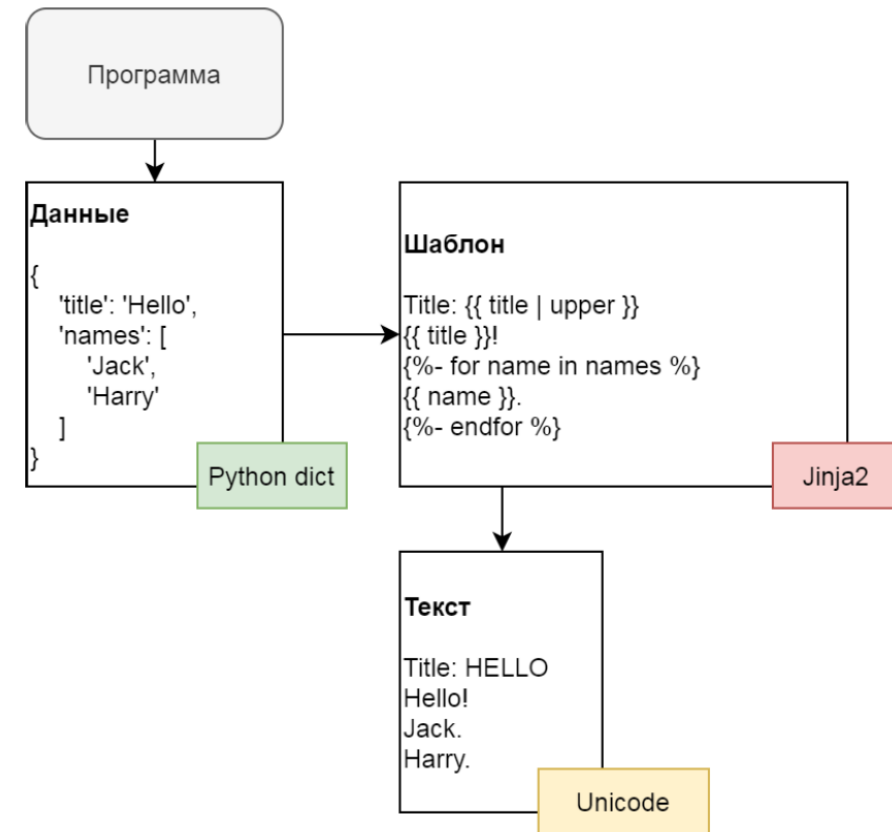 Программа
Данные
{
'title': 'Hello',
'names': [
'Jack',
'Harry'
]
}
Python dict
Шаблон
Title: {{ title | upper }}
{{ title }}!
{%- for name in names %}
{{ name }}.
{%- endfor %}
Jinja2
Текст
Title: HELLO
Hello!
Jack.
Harry.
Unicode